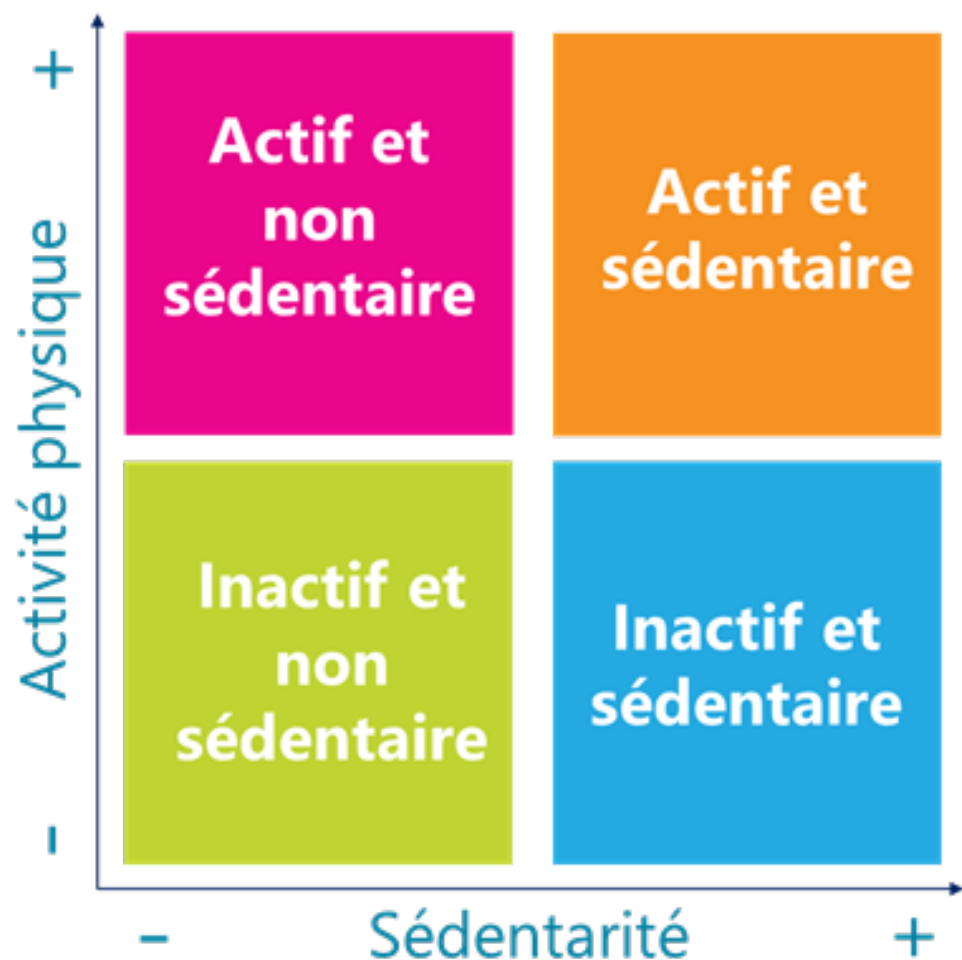 +
Activité physique
-
Actif et
non
sédentaire
Actif et
sédentaire
Inactif et
non
sédentaire
Inactif et
sédentaire
-
Sédentarité
+